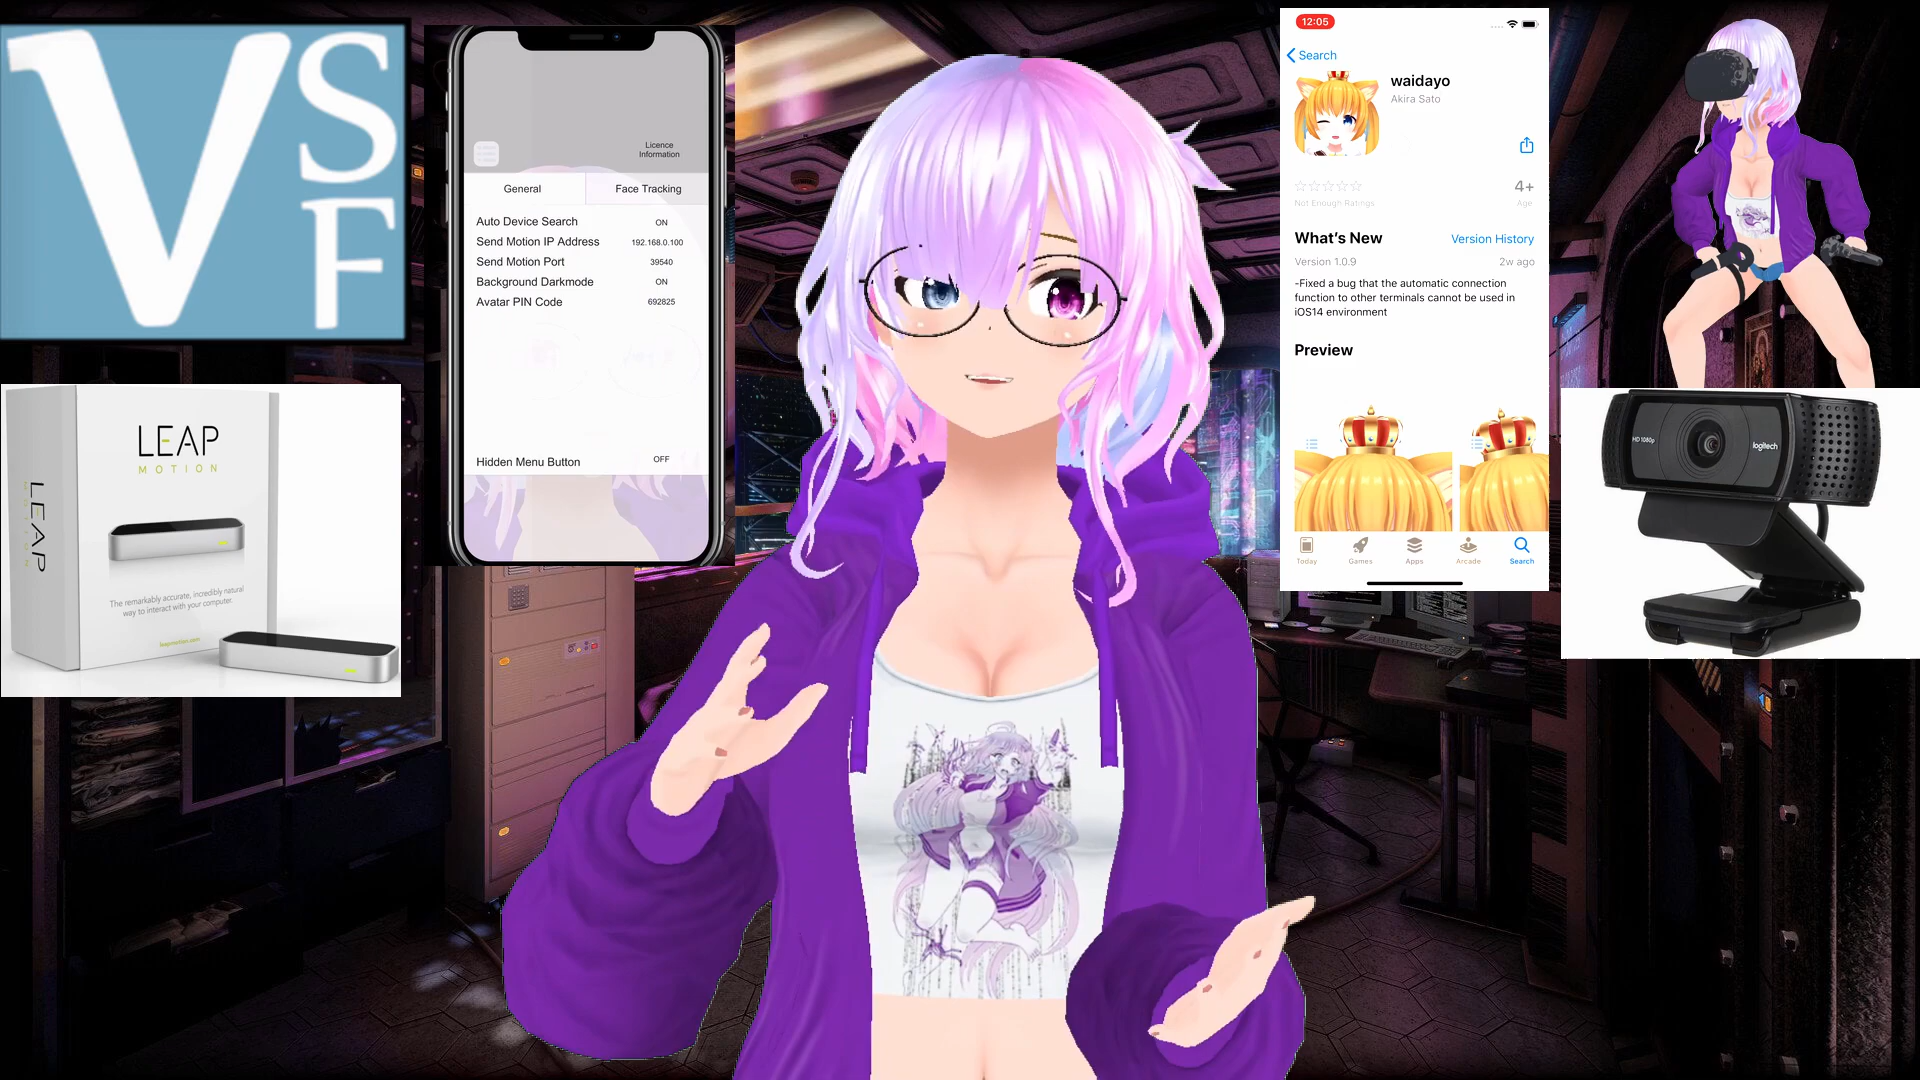 VSF
LEAP
MOTION
LEAP
The remarkably accurate, incredibly natural
way to interact with your computer.
leapmotion.com
Licence
Information
General Face Tracking
Auto Device Search ON
Send Motion IP Address 192.168.0.100
Send Motion Port 39540
Background Darkmode ON
Avatar PIN Code 692825
Hidden Menu Button OFF
12:05
Search
waidayo
Akira Sato
4+
Not Enough Ratings Age
What's New Version History
Version 1.0.9 2w ago
-Fixed a bug that the automatic connection
function to other terminals cannot be used in
iOS14 environment
Preview
Today Games Apps Arcade Search
HD 1080p logitech